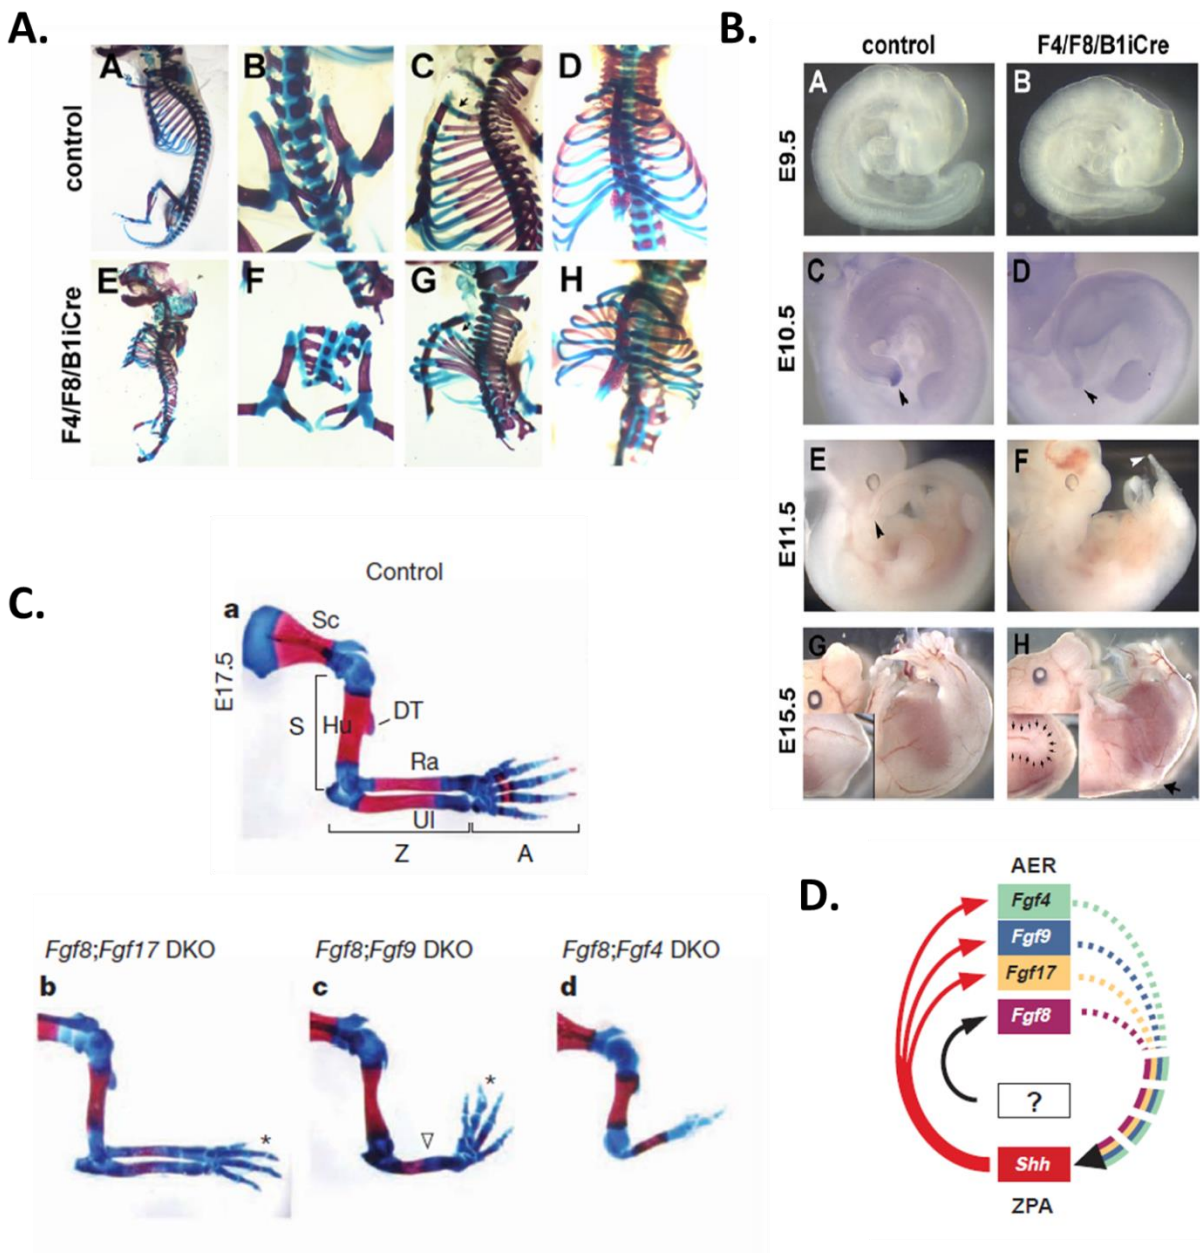 A.
control
A
B
C
D
F4/F8/B1iCre
E
F
G
H
B.
control
F4/F8/B1iCre
E9.5
A
B
E10.5
C
D
E11.5
E
F
E15.5
G
H
C.
Control
a
E17.5
Sc
S
Hu
DT
Ra
Ul
Z
A
Fgf8;Fgf17 DKO
Fgf8;Fgf9 DKO
Fgf8;Fgf4 DKO
b
c
d
*
*
D.
AER
Fgf4
Fgf9
Fgf17
Fgf8
?
Shh
ZPA